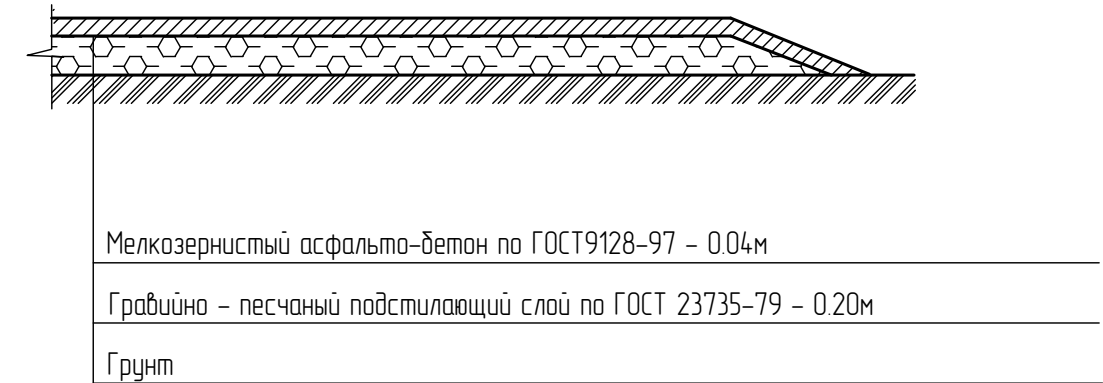 Мелкозернистый асфальто-бетон по ГОСТ9128-97 - 0.04м
Гравийно - песчаный подстилающий слой по ГОСТ 23735-79 - 0.20м
Грунт